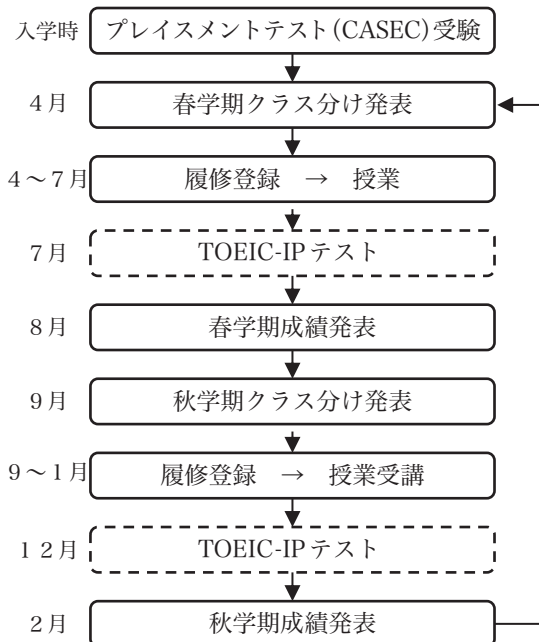 入学時 プレイスメントテスト(CASEC)受験
4月 春学期クラス分け発表
4～7月 履修登録 → 授業
7月 TOEIC-IPテスト
8月 春学期成績発表
9月 秋学期クラス分け発表
9～1月 履修登録 → 授業受講
12月 TOEIC-IPテスト
2月 秋学期成績発表